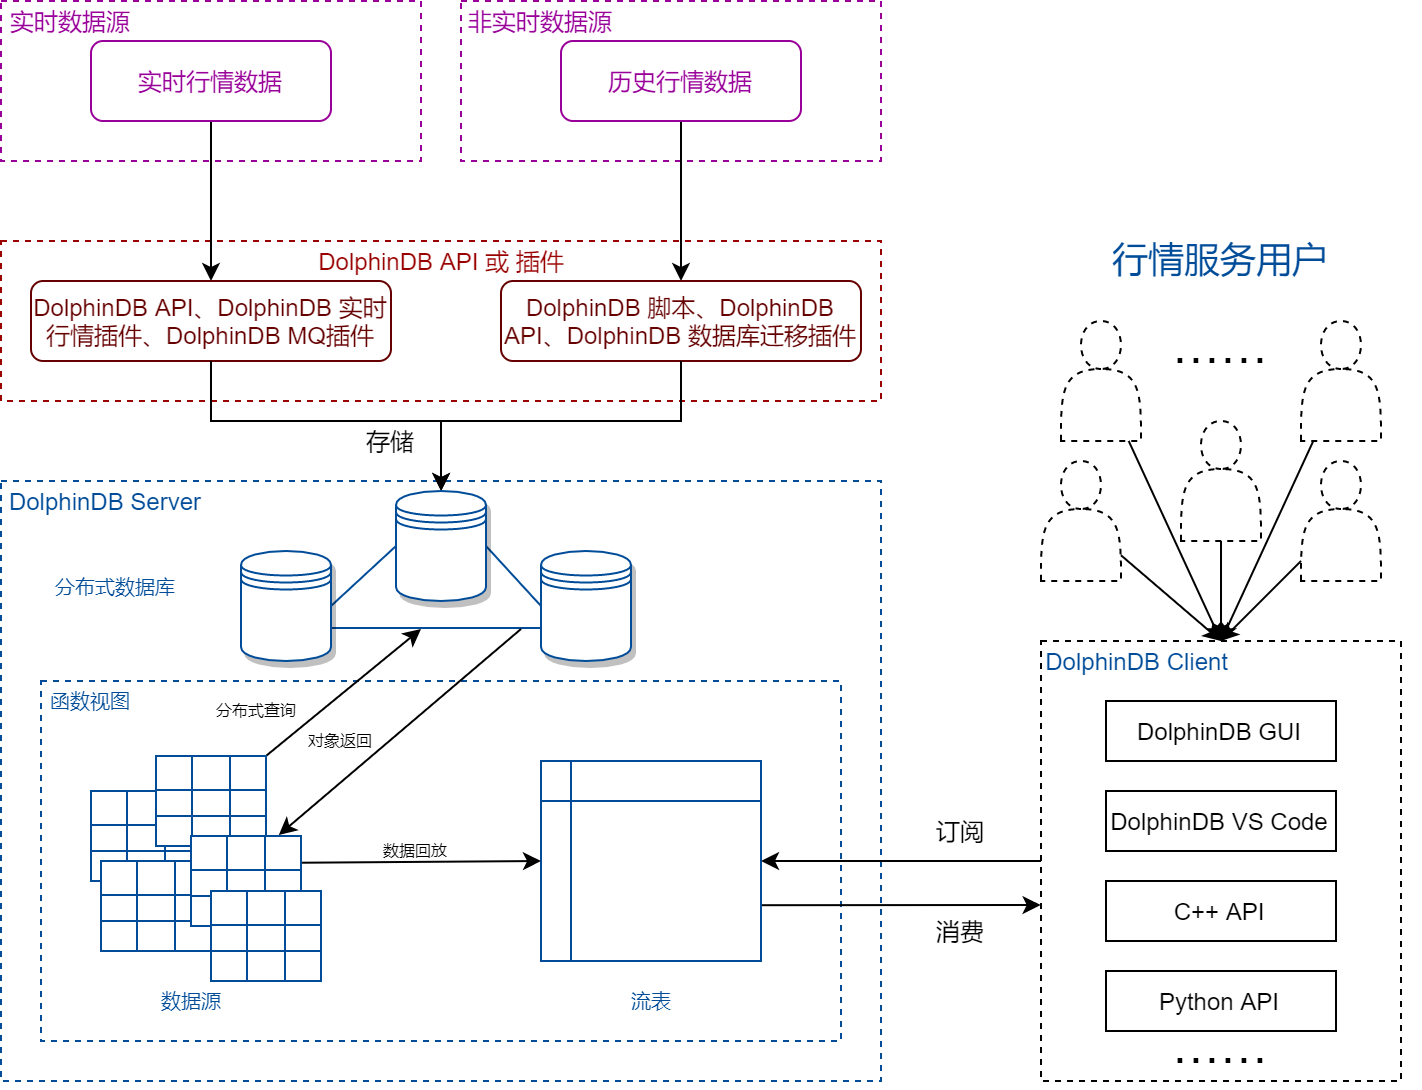 实时数据源
非实时数据源
实时行情数据
历史行情数据
DolphinDB API 或 插件
DolphinDB API、DolphinDB 实时
行情插件、DolphinDB MQ插件
DolphinDB 脚本、DolphinDB
API、DolphinDB 数据库迁移插件
行情服务用户
......
存储
DolphinDB Server
分布式数据库
函数视图
分布式查询
对象返回
数据回放
数据源
流表
订阅
消费
DolphinDB Client
DolphinDB GUI
DolphinDB VS Code
C++ API
Python API
......